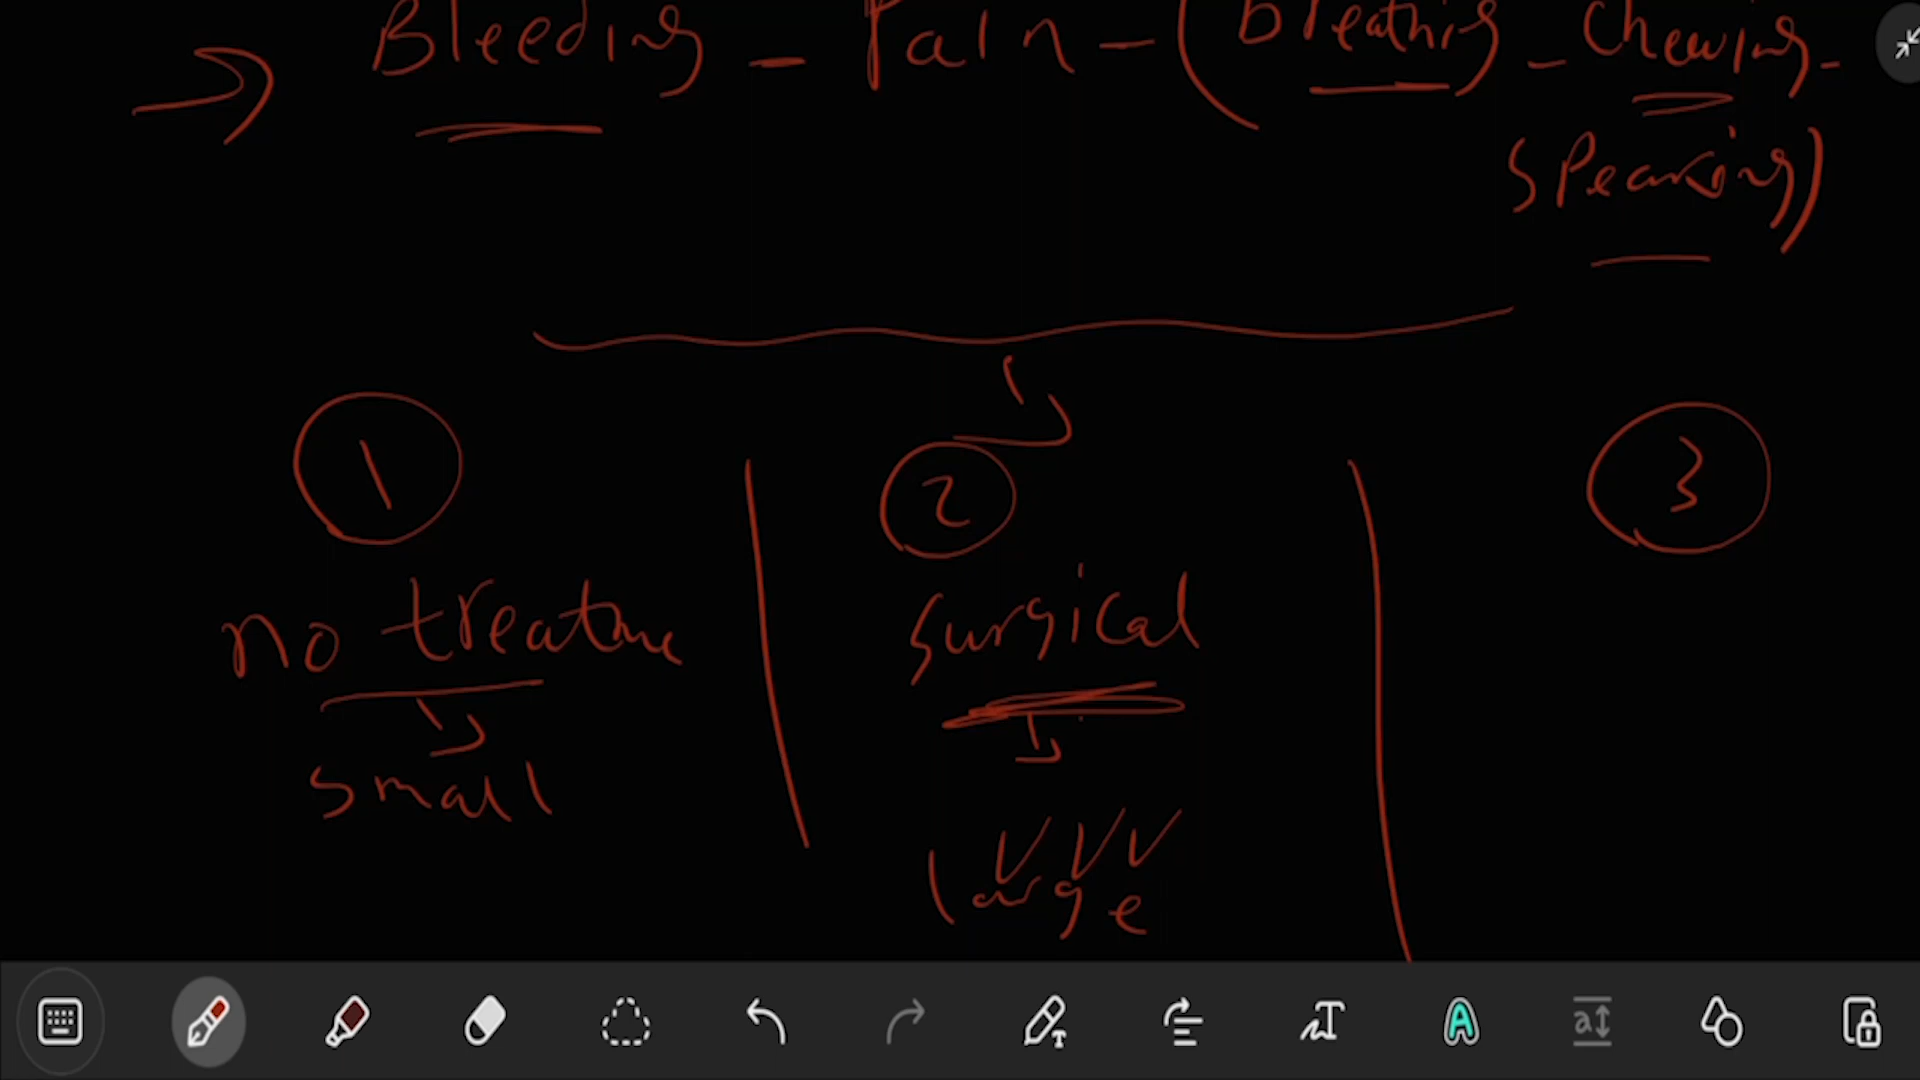 Bleeding - Pain - (breathing - Chewing -
speaking)
1 2 3
no treatme surgical
small large